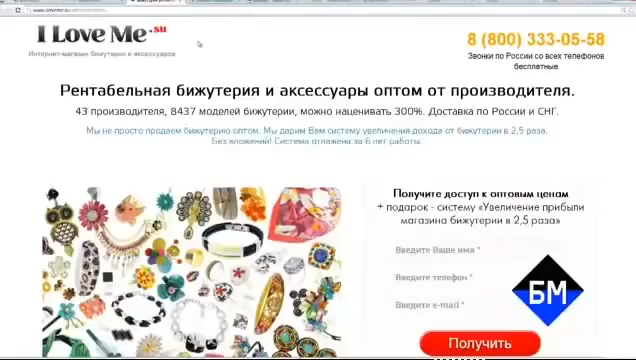 I Love Me.su
Интернет-магазин бижутерии и аксессуаров
8 (800) 333-05-58
Звонки по России со всех телефонов
бесплатные
Рентабельная бижутерия и аксессуары оптом от производителя.
43 производителя, 8437 моделей бижутерии, можно наценивать 300%. Доставка по России и СНГ.
Мы не просто продаем бижутерию оптом. Мы дарим Вам систему увеличения дохода от бижутерии в 2,5 раза.
Без вложений! Система отлажена за 6 лет работы.
Получите доступ к оптовым ценам
+ подарок - систему «Увеличение прибыли
магазина бижутерии в 2,5 раза»
Введите Ваше имя *
Введите телефон *
Введите e-mail *
БМ
Получить